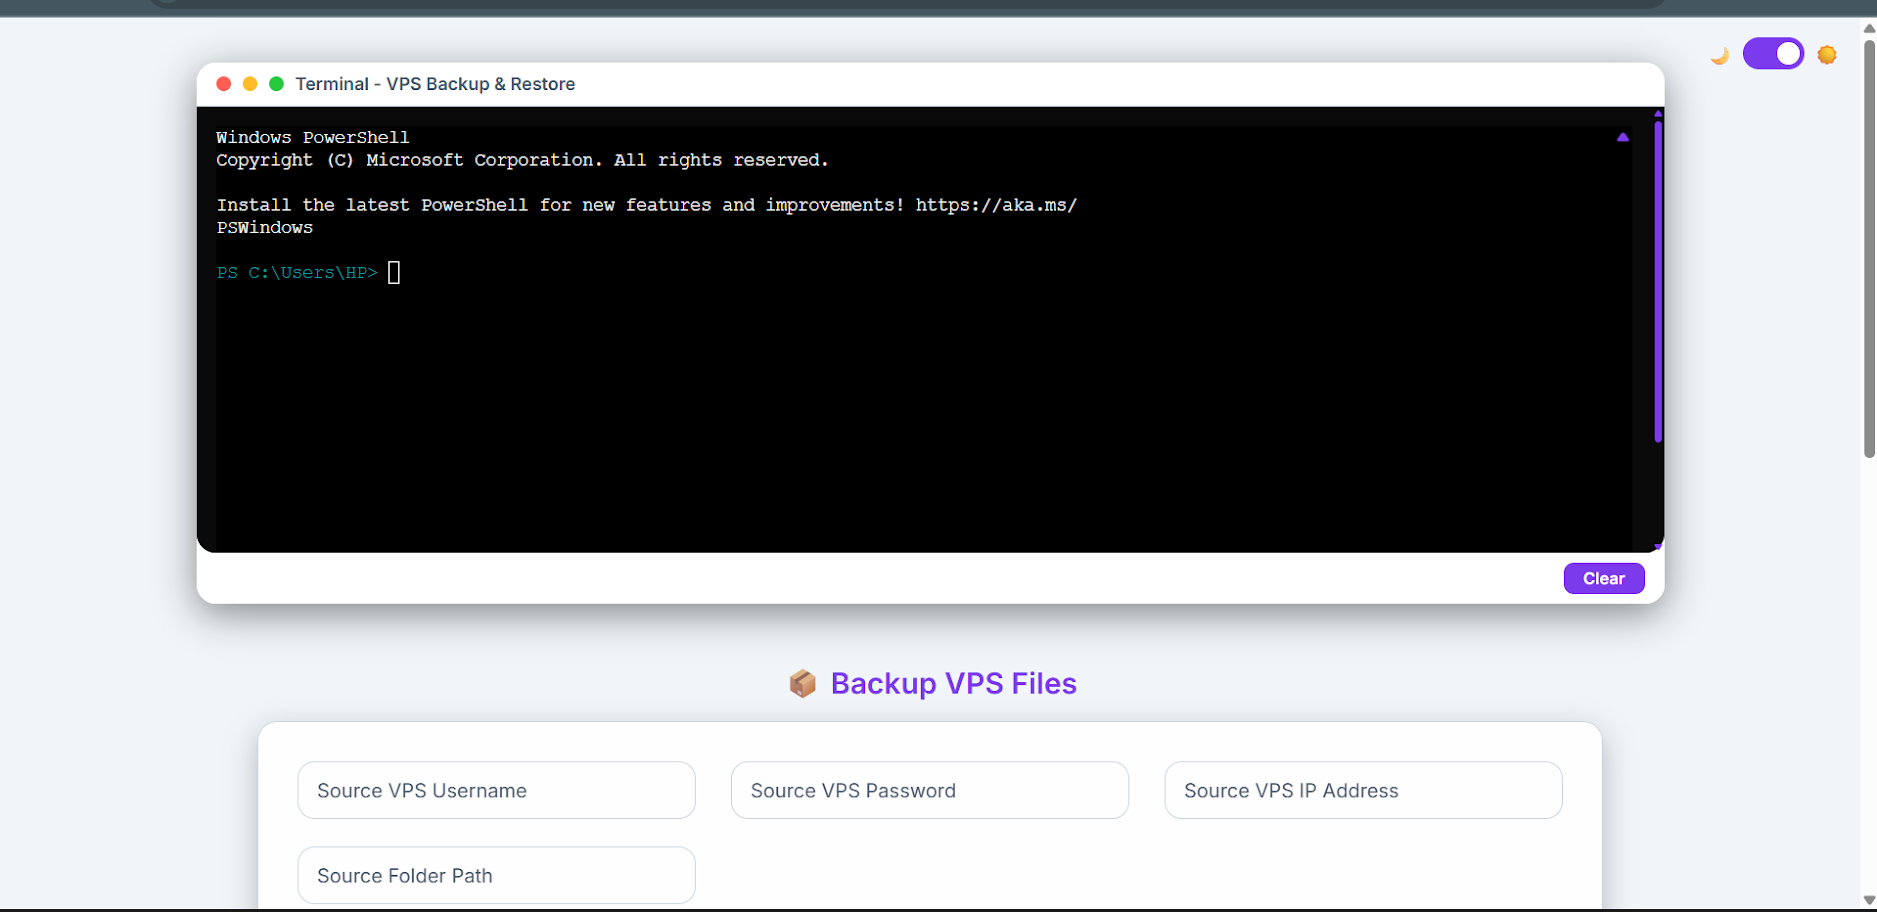 Terminal - VPS Backup & Restore
Windows PowerShell
Copyright (C) Microsoft Corporation. All rights reserved.
Install the latest PowerShell for new features and improvements! https://aka.ms/
PSWindows
PS C:\Users\HP>
Clear
Backup VPS Files
Source VPS Username
Source VPS Password
Source VPS IP Address
Source Folder Path